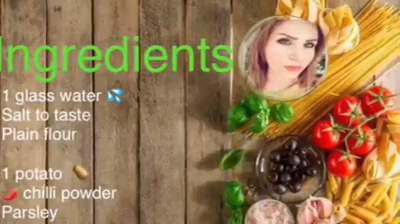 Ingredients
1 glass water 💦
Salt to taste
Plain flour
1 potato 🥔
🌶️ chilli powder
Parsley